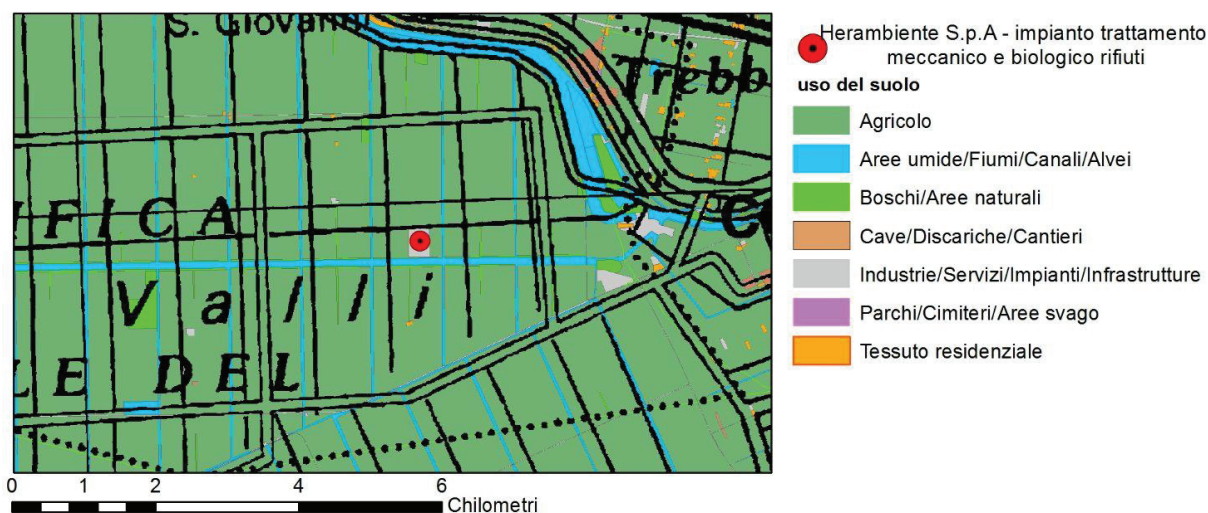 S. Giovanni
Trebb
IFICA
Valli
LE DEL
C
0 1 2 4 6
Chilometri
Herambiente S.p.A - impianto trattamento
meccanico e biologico rifiuti
uso del suolo
Agricolo
Aree umide/Fiumi/Canali/Alvei
Boschi/Aree naturali
Cave/Discariche/Cantieri
Industrie/Servizi/Impianti/Infrastrutture
Parchi/Cimiteri/Aree svago
Tessuto residenziale